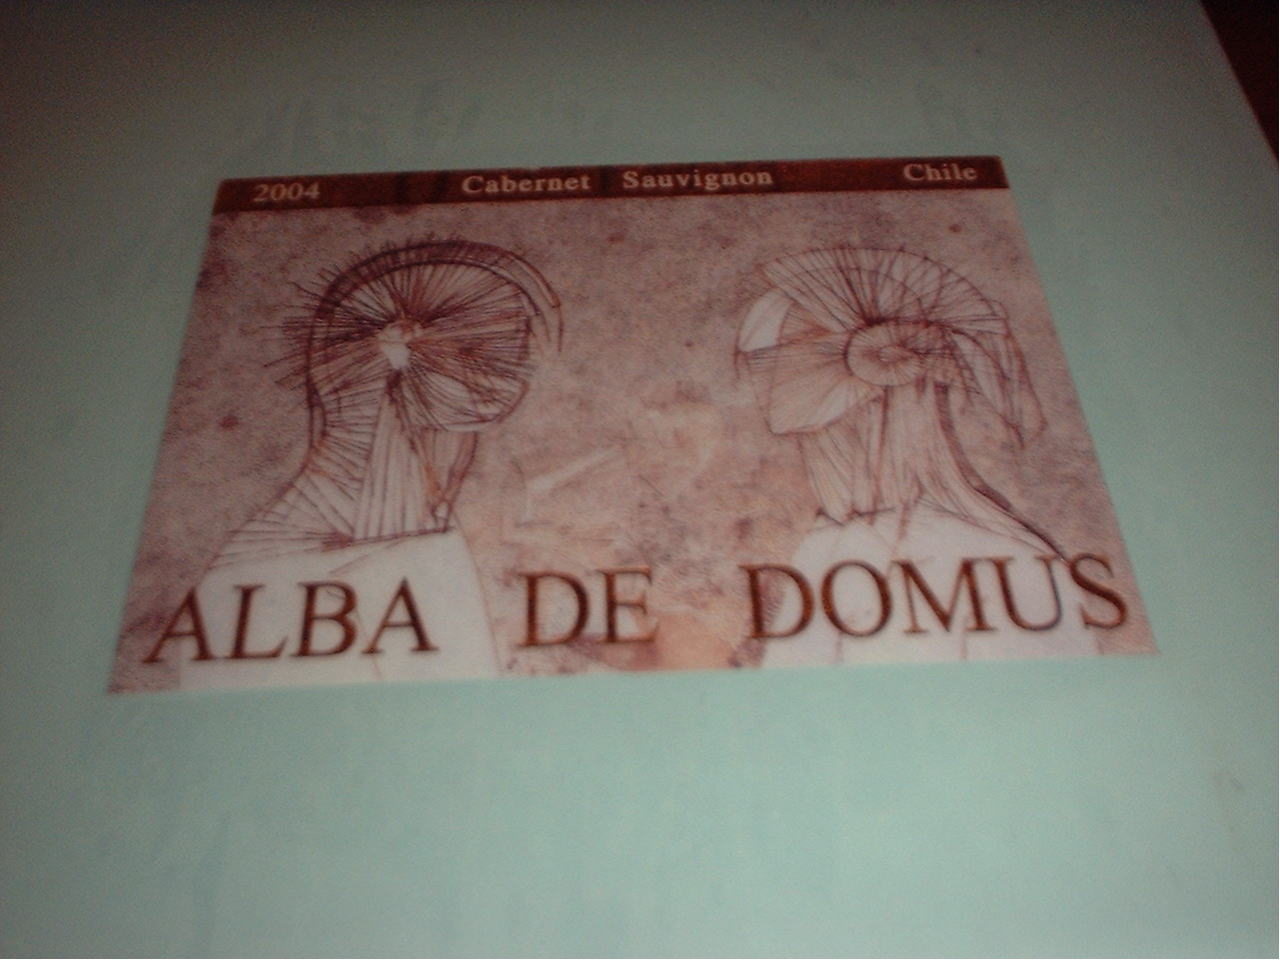 2004 Cabernet Sauvignon Chile
ALBA DE DOMUS